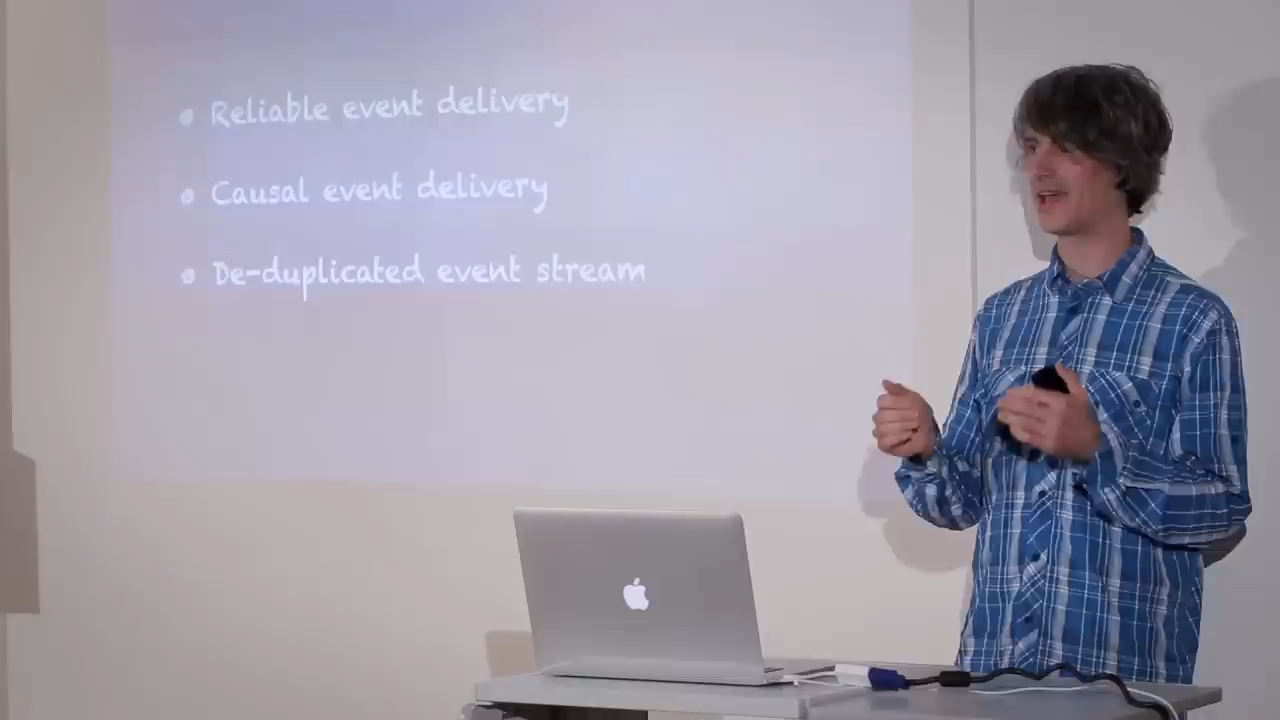 Reliable event delivery
Causal event delivery
De-duplicated event stream